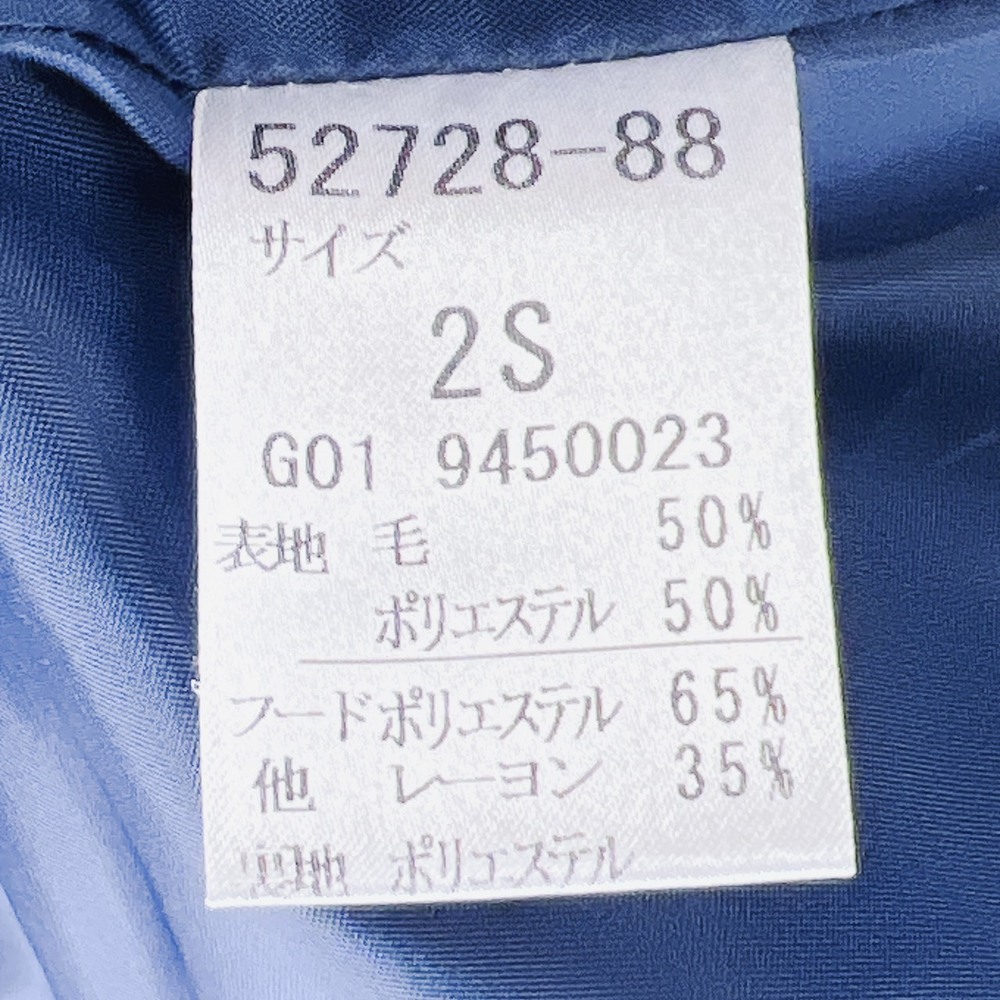 52728-88
サイズ
2S
G01 9450023
表地 毛 50%
ポリエステル 50%
フードポリエステル 65%
他 レーヨン 35%
裏地 ポリエステル